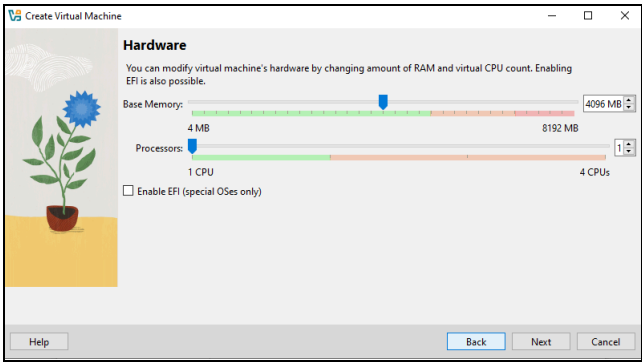 Create Virtual Machine
Hardware
You can modify virtual machine's hardware by changing amount of RAM and virtual CPU count. Enabling
EFI is also possible.
Base Memory: 4096 MB
4 MB 8192 MB
Processors: 1
1 CPU 4 CPUs
Enable EFI (special OSes only)
Help Back Next Cancel